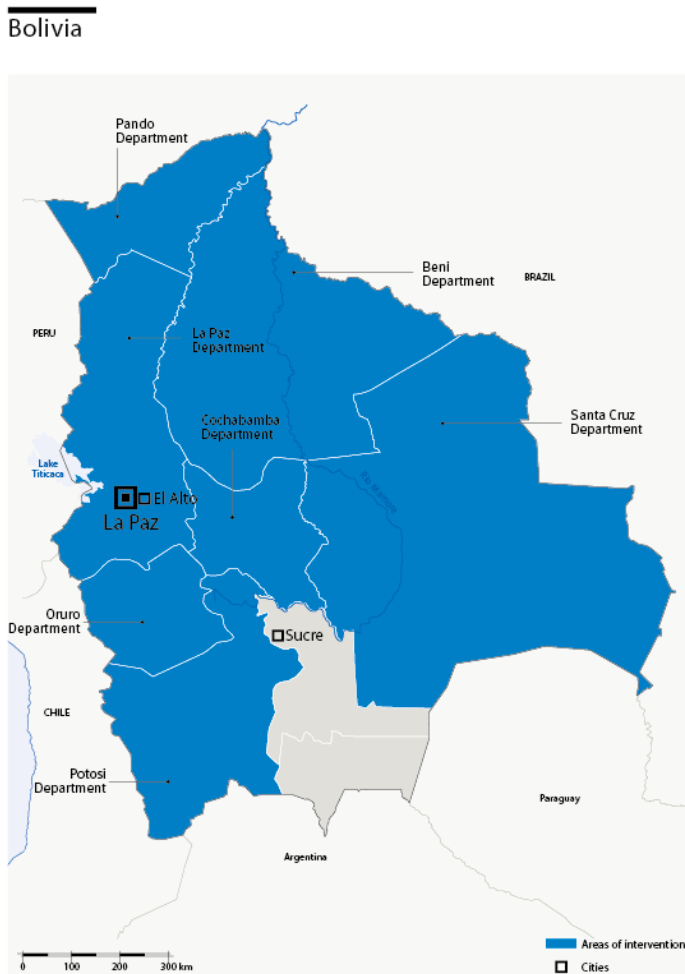 Bolivia
Pando
Department
Beni
Department
BRAZIL
PERU
La Paz
Department
Cochabamba
Department
Santa Cruz
Department
Lake
Titicaca
Rio Mamoré
El Alto
La Paz
Oruro
Department
Sucre
CHILE
Potosi
Department
Paraguay
Argentina
Areas of intervention
Cities
0 100 200 300 km